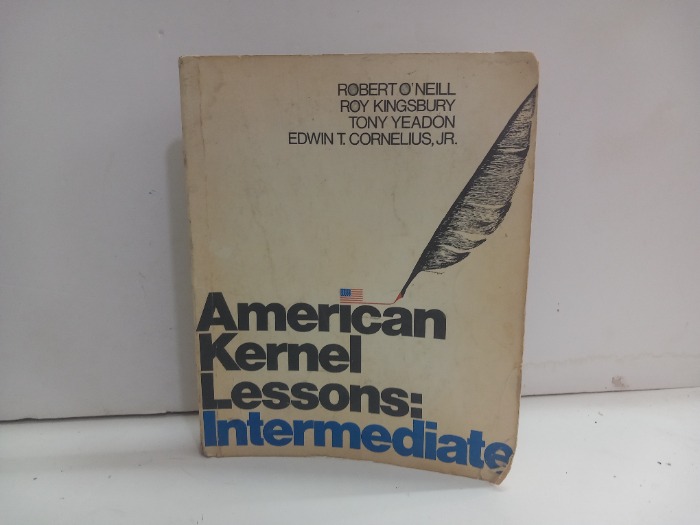 ROBERT O'NEILL
ROY KINGSBURY
TONY YEADON
EDWIN T. CORNELIUS, JR.
American
Kernel
Lessons:
Intermediate